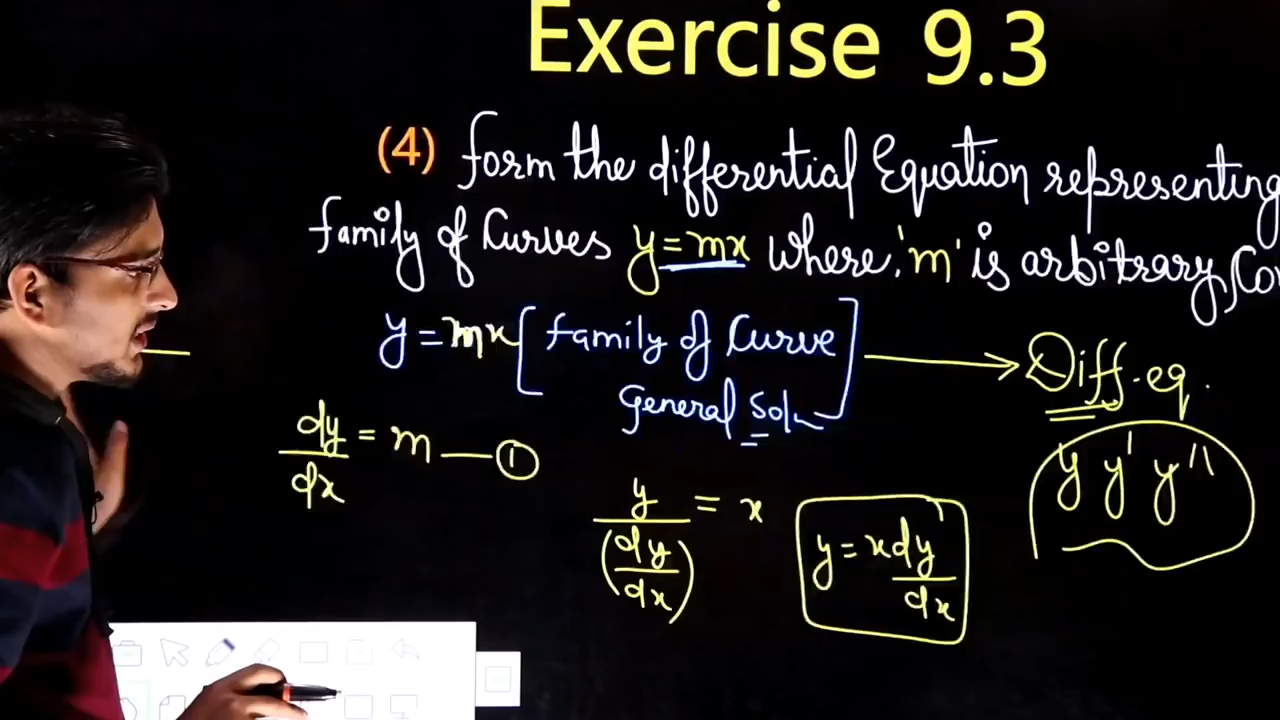 Exercise 9.3
(4) form the differential Equation representing
family of Curves y = mx where, 'm' is arbitrary,
y = mx [family of Curve
General Soln] → Diff. eq.
dy/dx = m — ①
y y' y''
y/(dy/dx) = x
y = x dy/dx